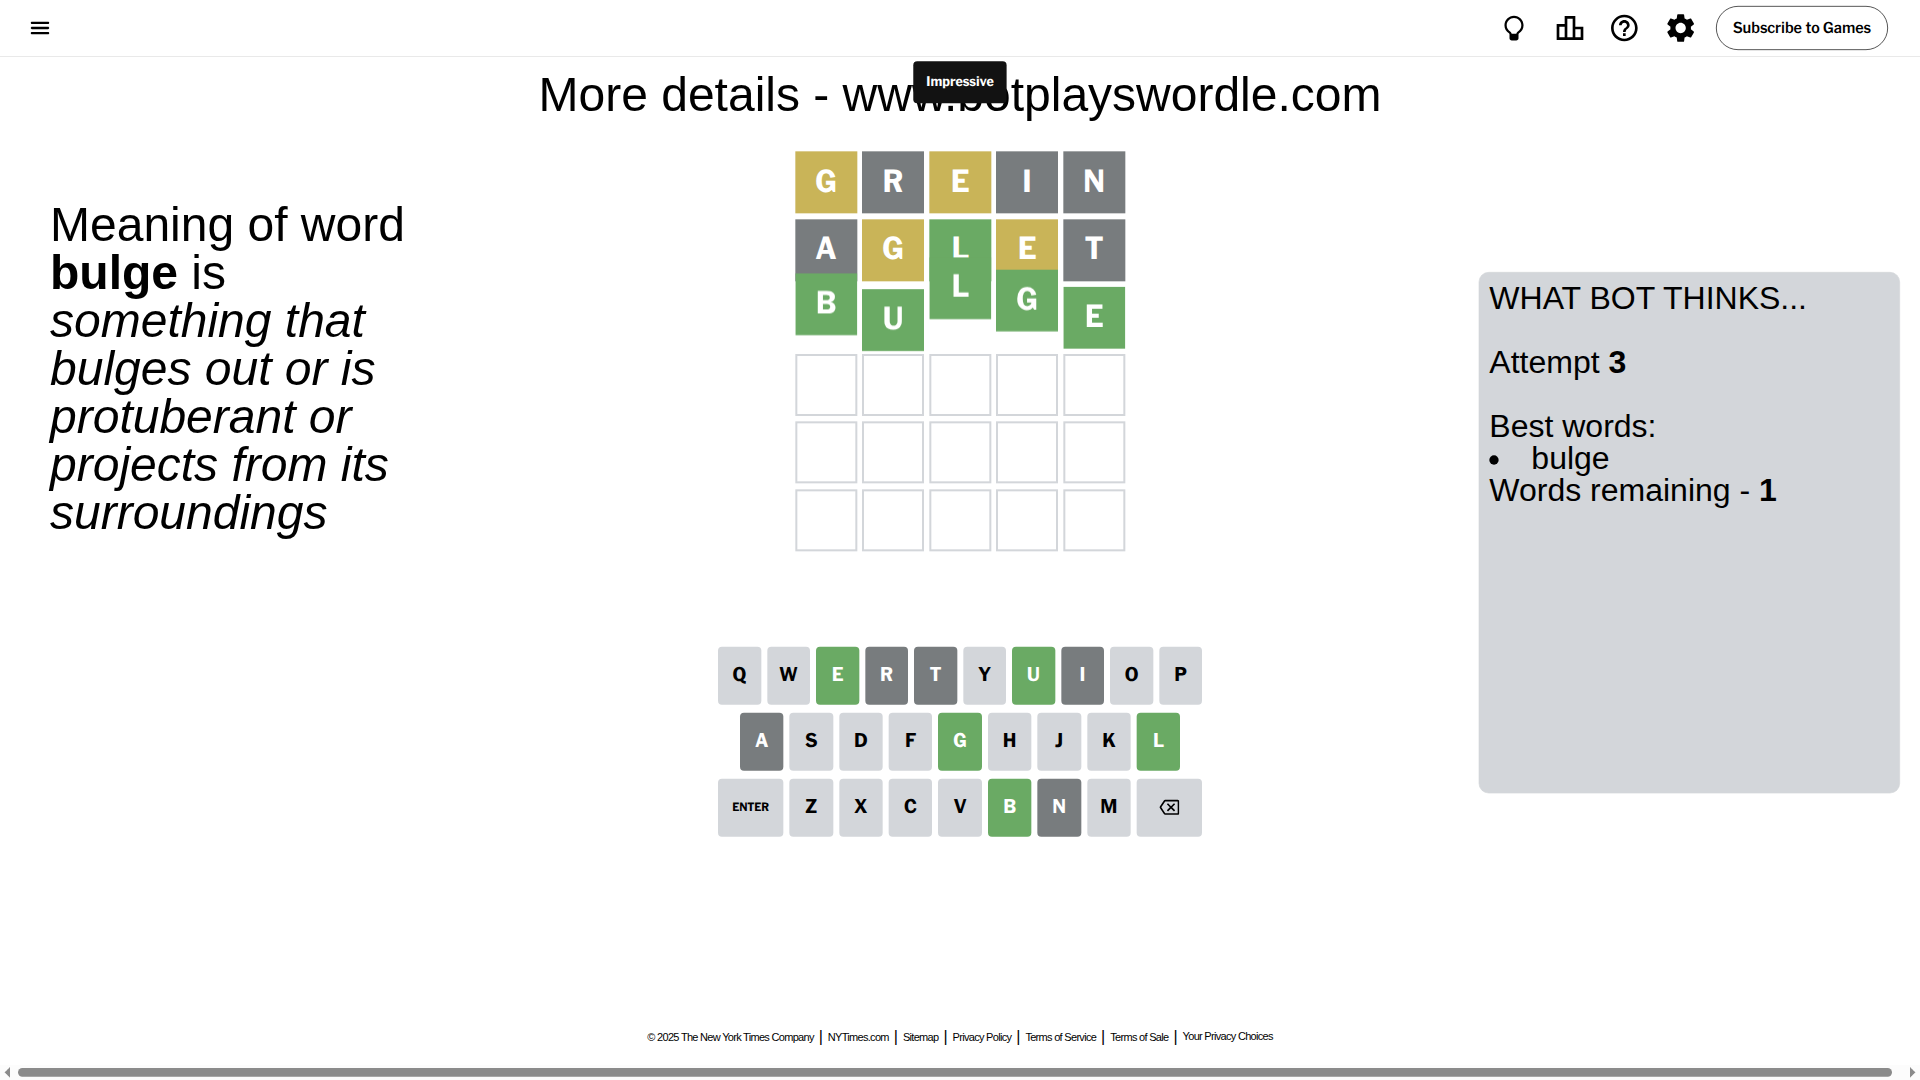 Subscribe to Games
Impressive
More details - www.botplayswordle.com
Meaning of word
bulge is
something that
bulges out or is
protuberant or
projects from its
surroundings
G R E I N
A G L E T
B U L G E
WHAT BOT THINKS...
Attempt 3
Best words:
• bulge
Words remaining - 1
Q W E R T Y U I O P
A S D F G H J K L
ENTER Z X C V B N M
© 2025 The New York Times Company | NYTimes.com | Sitemap | Privacy Policy | Terms of Service | Terms of Sale | Your Privacy Choices